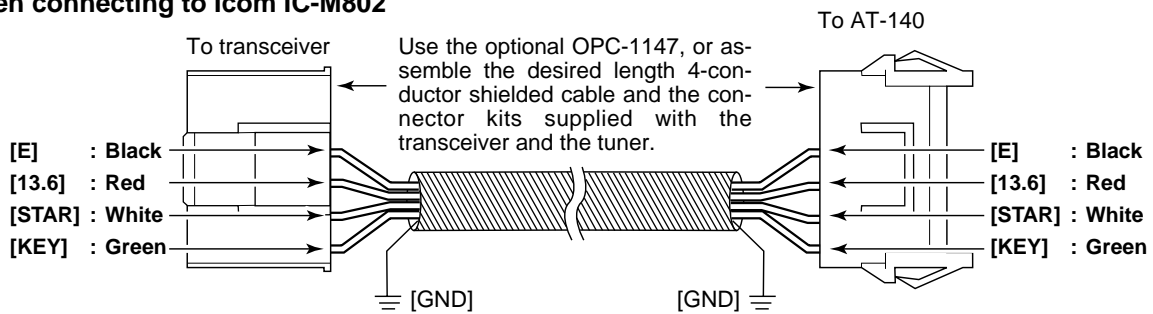 en connecting to Icom IC-M802
To AT-140
To transceiver
Use the optional OPC-1147, or as-
semble the desired length 4-con-
ductor shielded cable and the con-
nector kits supplied with the
transceiver and the tuner.
[E] : Black
[13.6] : Red
[STAR] : White
[KEY] : Green
[E] : Black
[13.6] : Red
[STAR] : White
[KEY] : Green
[GND]
[GND]